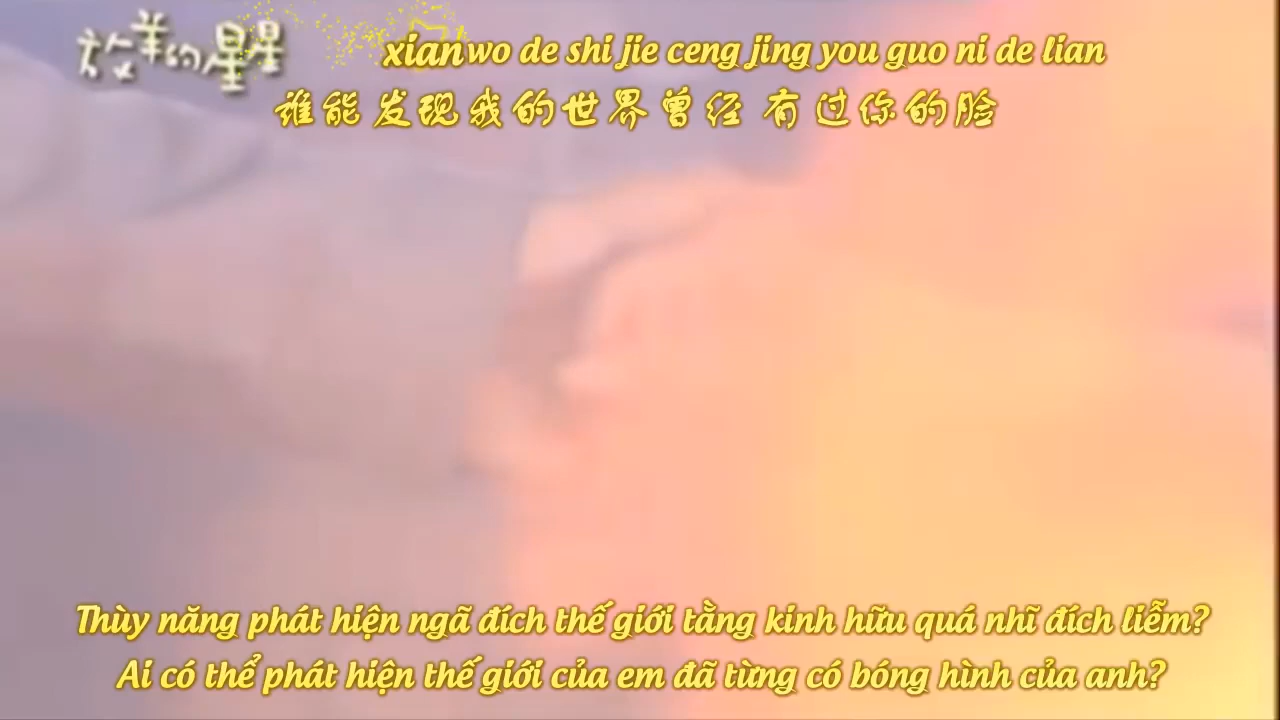 放羊的星星
xian wo de shi jie ceng jing you guo ni de lian
谁能发现我的世界曾经 有过你的脸
Thùy năng phát hiện ngã đích thế giới tằng kinh hữu quá nhĩ đích liễm?
Ai có thể phát hiện thế giới của em đã từng có bóng hình của anh?